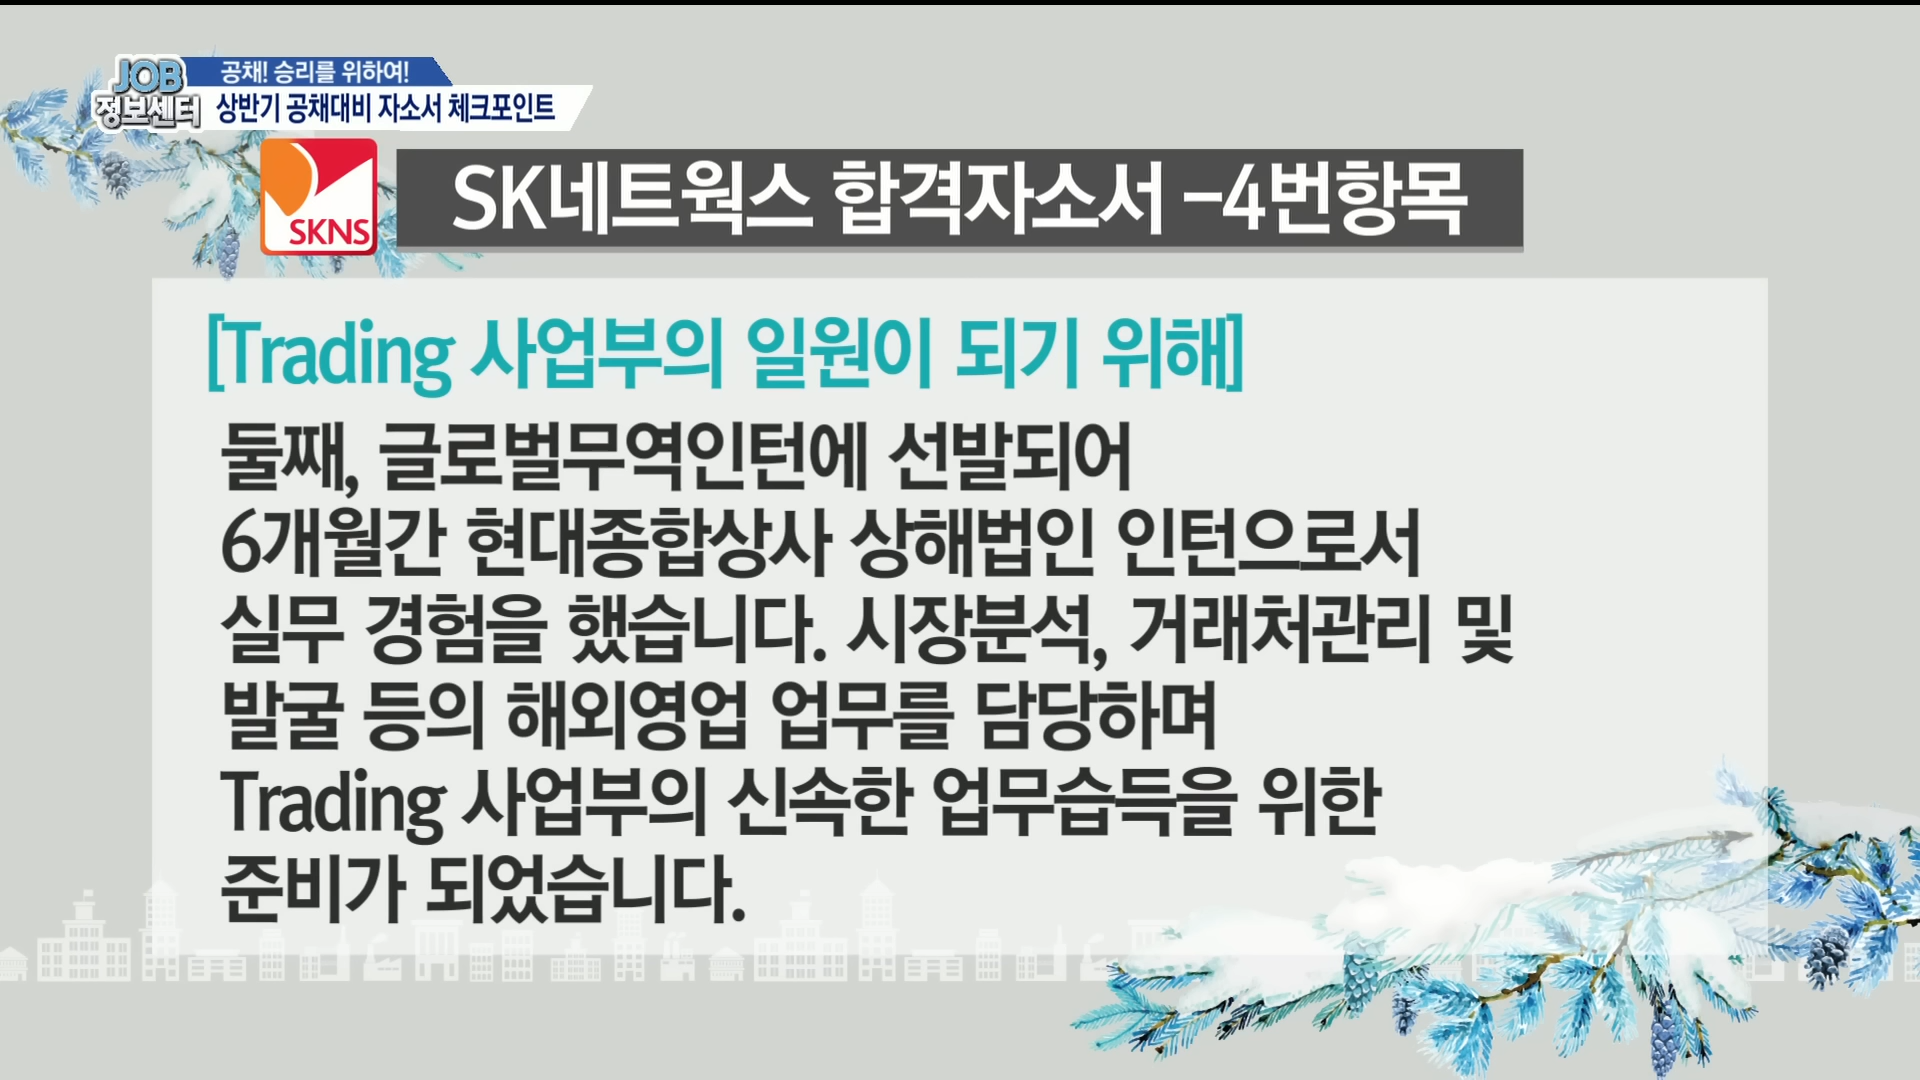 JOB
정보센터
공채! 승리를 위하여!
상반기 공채대비 자소서 체크포인트
SKNS
SK네트웍스 합격자소서 -4번항목
[Trading 사업부의 일원이 되기 위해]
둘째, 글로벌무역인턴에 선발되어
6개월간 현대종합상사 상해법인 인턴으로서
실무 경험을 했습니다. 시장분석, 거래처관리 및
발굴 등의 해외영업 업무를 담당하며
Trading 사업부의 신속한 업무습득을 위한
준비가 되었습니다.